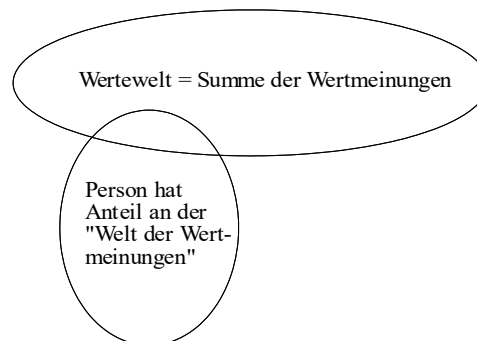 Wertewelt = Summe der Wertmeinungen
Person hat
Anteil an der
"Welt der Wert-
meinungen"